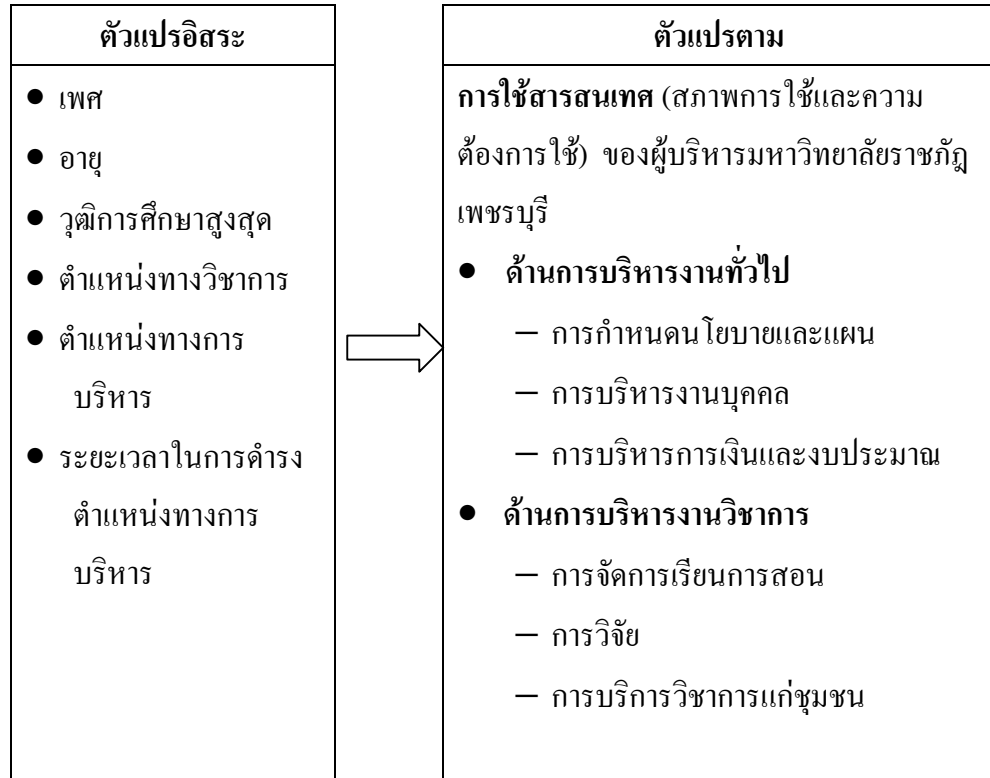 ตัวแปรอิสระ
● เพศ
● อายุ
● วุฒิการศึกษาสูงสุด
● ตำแหน่งทางวิชาการ
● ตำแหน่งทางการ
บริหาร
● ระยะเวลาในการดำรง
ตำแหน่งทางการ
บริหาร
ตัวแปรตาม
การใช้สารสนเทศ (สภาพการใช้และความ
ต้องการใช้) ของผู้บริหารมหาวิทยาลัยราชภัฏ
เพชรบุรี
● ด้านการบริหารงานทั่วไป
— การกำหนดนโยบายและแผน
— การบริหารงานบุคคล
— การบริหารการเงินและงบประมาณ
● ด้านการบริหารงานวิชาการ
— การจัดการเรียนการสอน
— การวิจัย
— การบริการวิชาการแก่ชุมชน